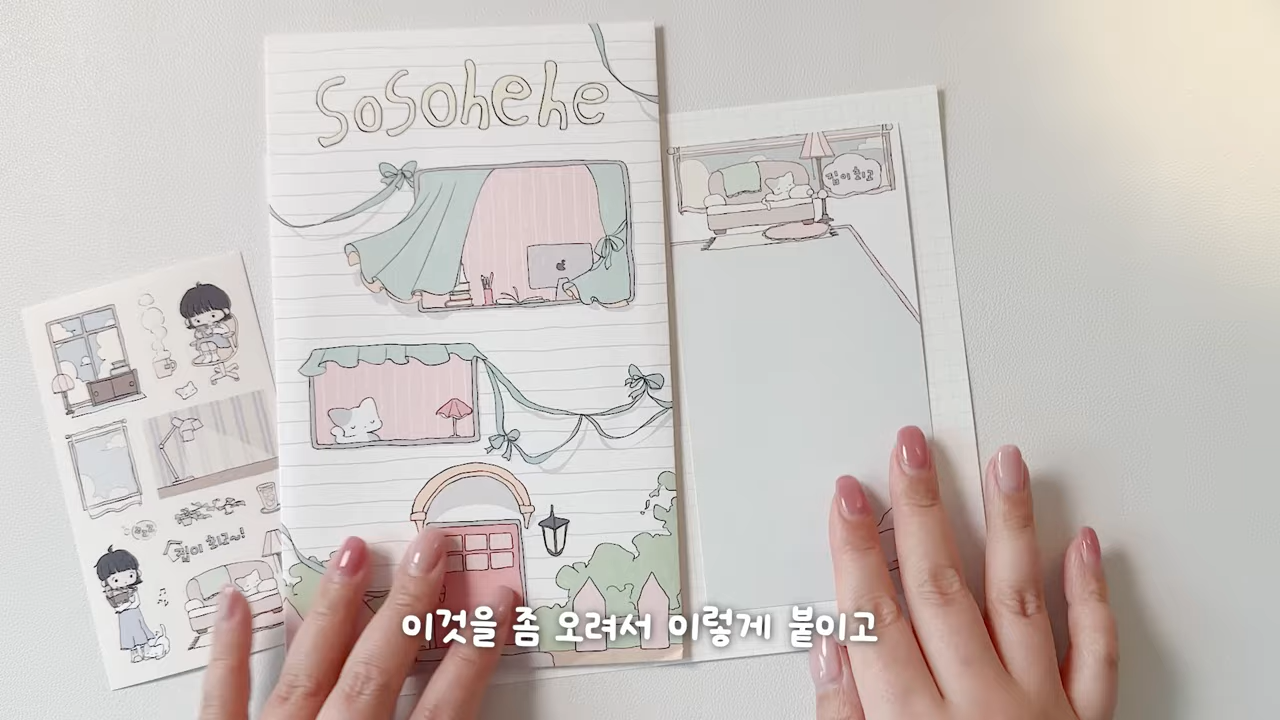 sosohehe
집이 최고
집이 최고~!
이것을 좀 오려서 이렇게 붙이고